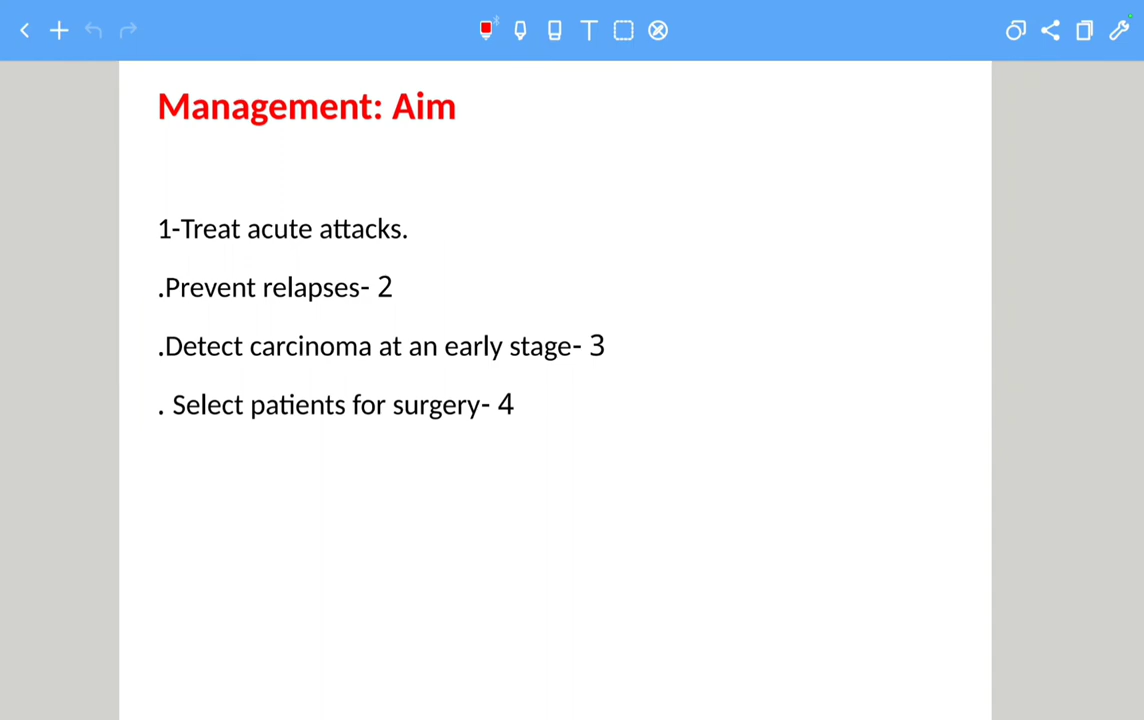 Management: Aim
1-Treat acute attacks.
.Prevent relapses- 2
.Detect carcinoma at an early stage- 3
. Select patients for surgery- 4